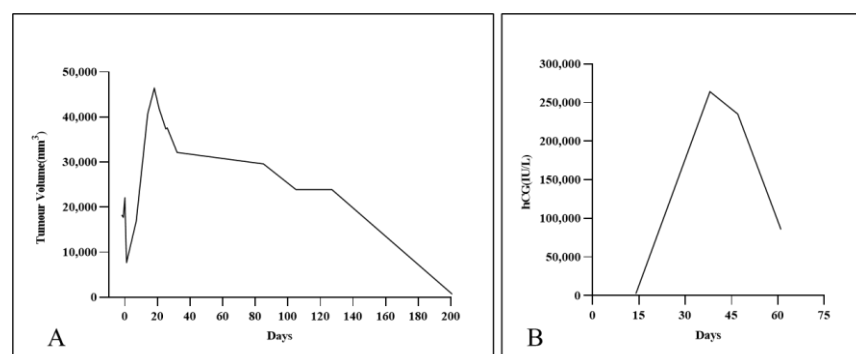 50,000
40,000
30,000
20,000
10,000
0
Tumour Volume(mm³)
0 20 40 60 80 100 120 140 160 180 200
Days
A
300,000
250,000
200,000
150,000
100,000
50,000
0
hCG(IU/L)
0 15 30 45 60 75
Days
B